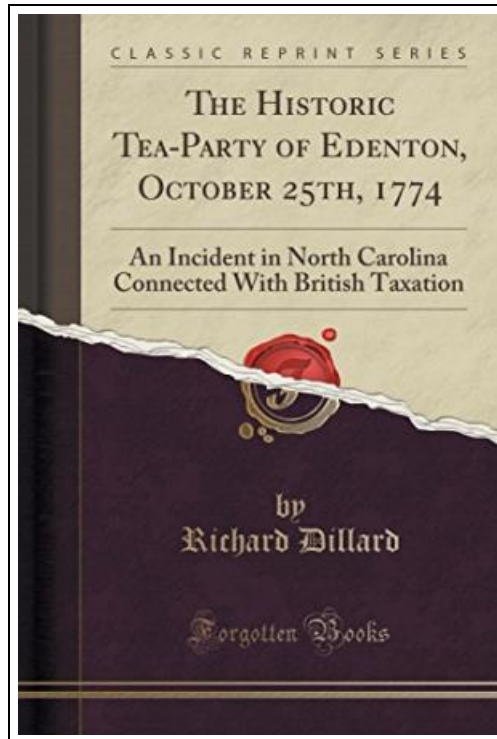 CLASSIC REPRINT SERIES
THE HISTORIC
TEA-PARTY OF EDENTON,
OCTOBER 25TH, 1774
An Incident in North Carolina
Connected With British Taxation
by
Richard Dillard
Forgotten Books